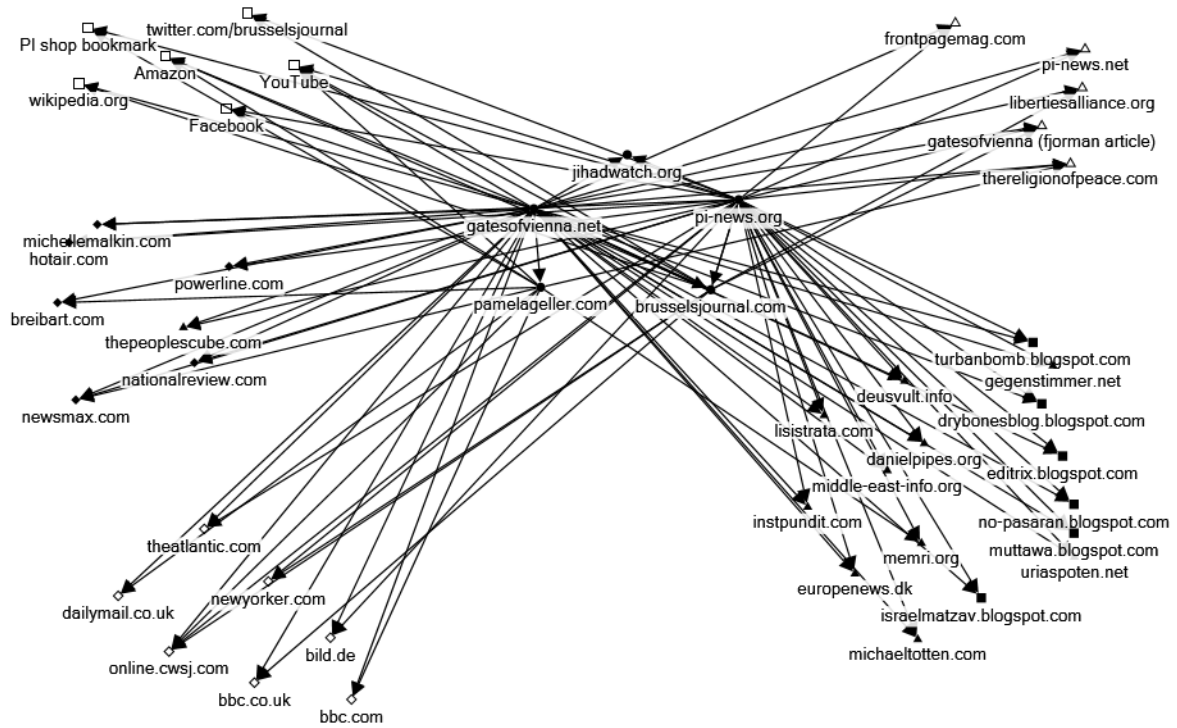 twitter.com/brusselsjournal
PI shop bookmark
Amazon
YouTube
wikipedia.org
Facebook
frontpagemag.com
pi-news.net
libertiesalliance.org
gatesofvienna (fjorman article)
thereligionofpeace.com
jihadwatch.org
gatesofvienna.net
pi-news.org
michellemalkin.com
hotair.com
powerline.com
pamelageller.com
brusselsjournal.com
breibart.com
thepeoplescube.com
nationalreview.com
newsmax.com
turbanbomb.blogspot.com
gegenstimmer.net
deusvult.info
drybonesblog.blogspot.com
lisistrata.com
danielpipes.org
editrix.blogspot.com
middle-east-info.org
instpundit.com
no-pasaran.blogspot.com
muttawa.blogspot.com
uriaspoten.net
memri.org
europenews.dk
israelmatzav.blogspot.com
michaeltotten.com
theatlantic.com
dailymail.co.uk
newyorker.com
online.cwsj.com
bild.de
bbc.co.uk
bbc.com